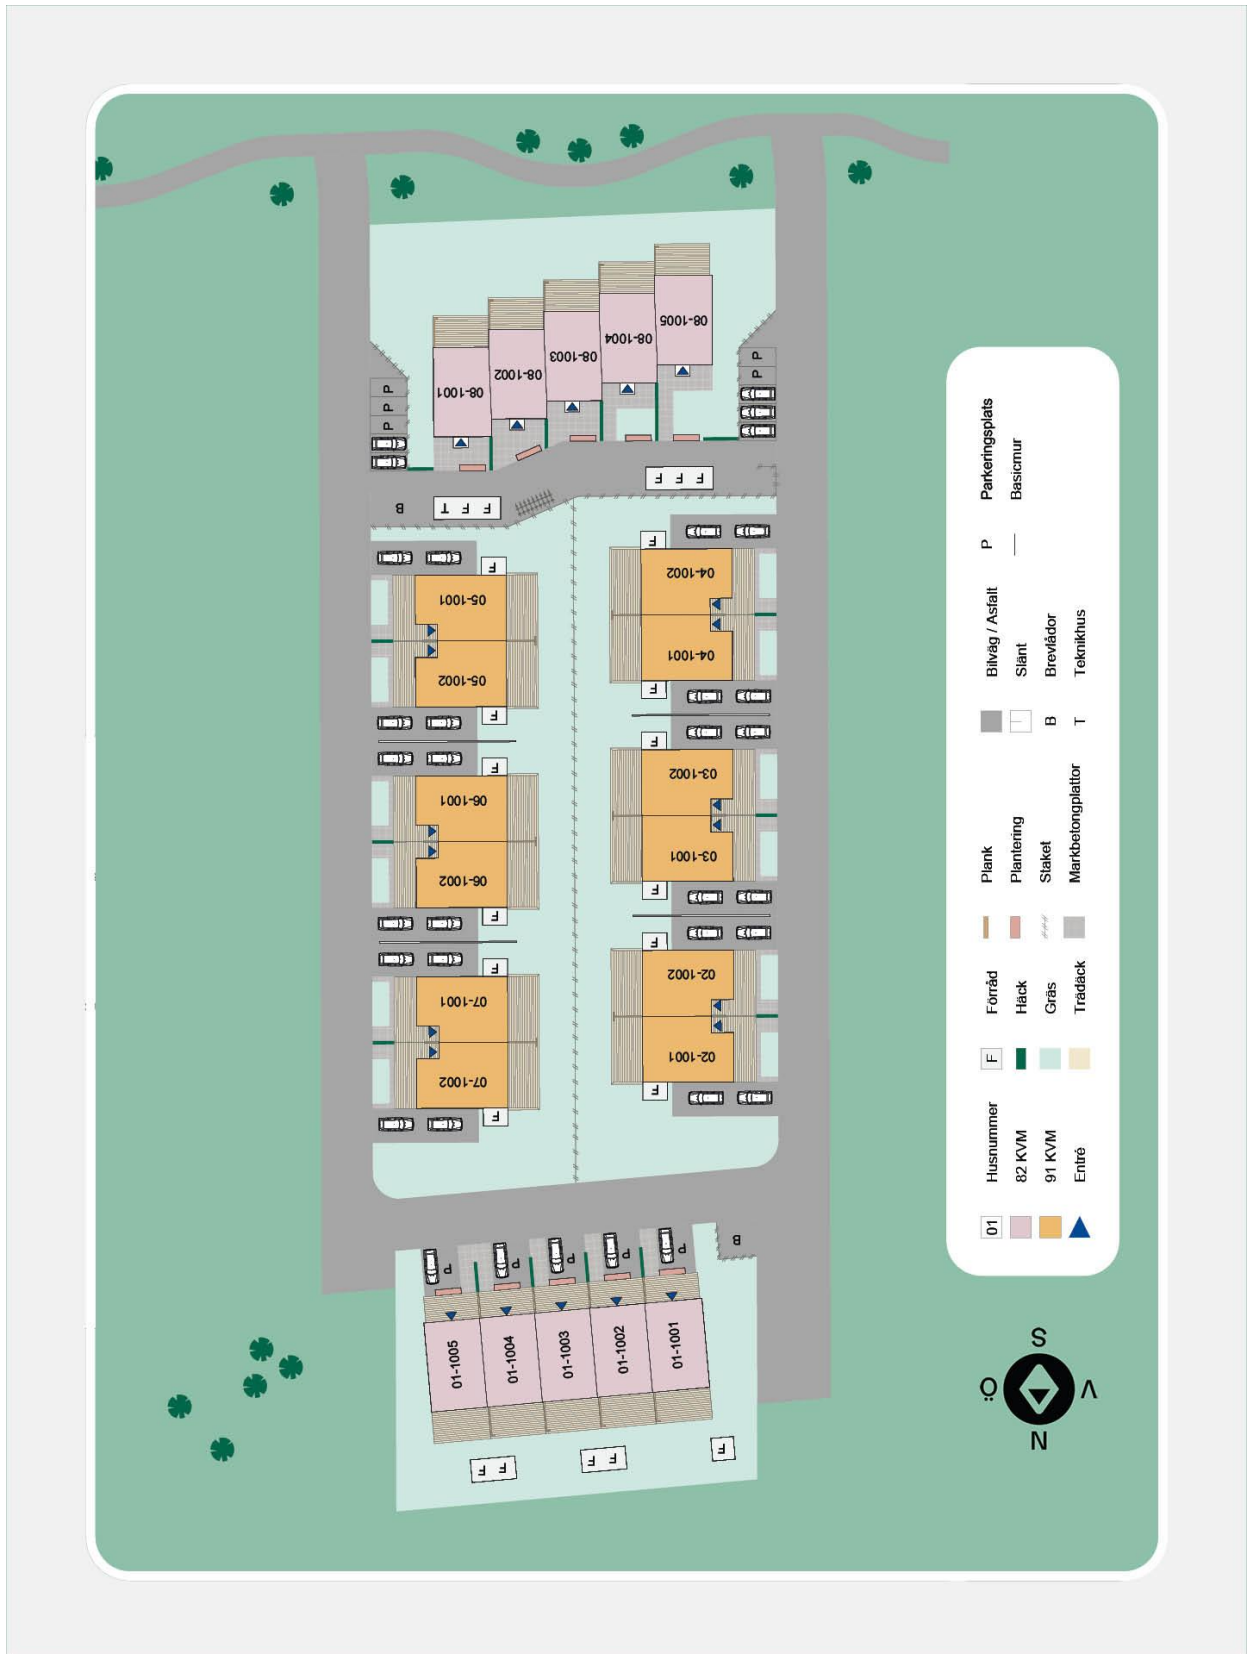 08-1001
08-1002
08-1003
08-1004
08-1005
P
P
P
P
P
B
F
F
T
F
F
F
F
05-1001
05-1002
F
F
06-1001
06-1002
F
F
07-1001
07-1002
F
F
04-1002
04-1001
F
F
03-1002
03-1001
F
F
02-1002
02-1001
F
P
P
P
P
P
B
01-1005
01-1004
01-1003
01-1002
01-1001
F
F
F
F
F
01 Husnummer
82 KVM
91 KVM
Entré
F Förråd
Häck
Gräs
Trädäck
Plank
Plantering
Staket
Markbetongplattor
Bilväg / Asfalt
Slänt
B Brevlådor
T Teknikhus
P Parkeringsplats
Basicmur
N
Ö
S
V